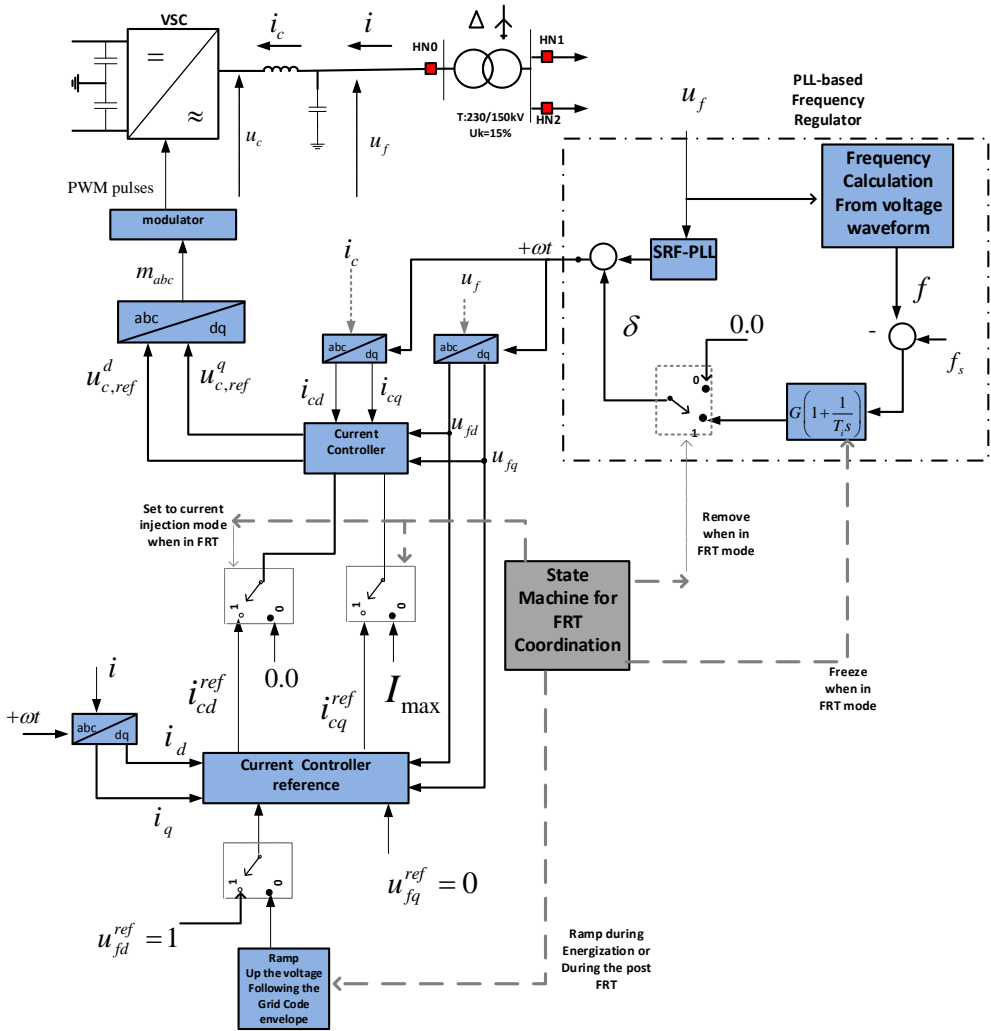 VSC
=
≈
i_c
i
HN0
Δ
HN1
HN2
T:230/150kV
Uk=15%
u_c
u_f
PWM pulses
modulator
m_abc
abc
dq
u^d_{c,ref}
u^q_{c,ref}
i_c
u_f
abc
dq
abc
dq
i_cd
i_cq
u_fd
u_fq
Current
Controller
+ωt
u_f
PLL-based
Frequency
Regulator
Frequency
Calculation
From voltage
waveform
SRF-PLL
f
-
f_s
δ
0.0
0
1
G(1+1/(T_i s))
Set to current
injection mode
when in FRT
1
0
1
0
0.0
I_max
i^ref_cd
i^ref_cq
Remove
when in
FRT mode
State
Machine for
FRT
Coordination
Freeze
when in
FRT mode
i
+ωt
abc
dq
i_d
i_q
Current Controller
reference
1
0
u^ref_fd = 1
u^ref_fq = 0
Ramp
Up the voltage
Following the
Grid Code
envelope
Ramp during
Energization or
During the post
FRT